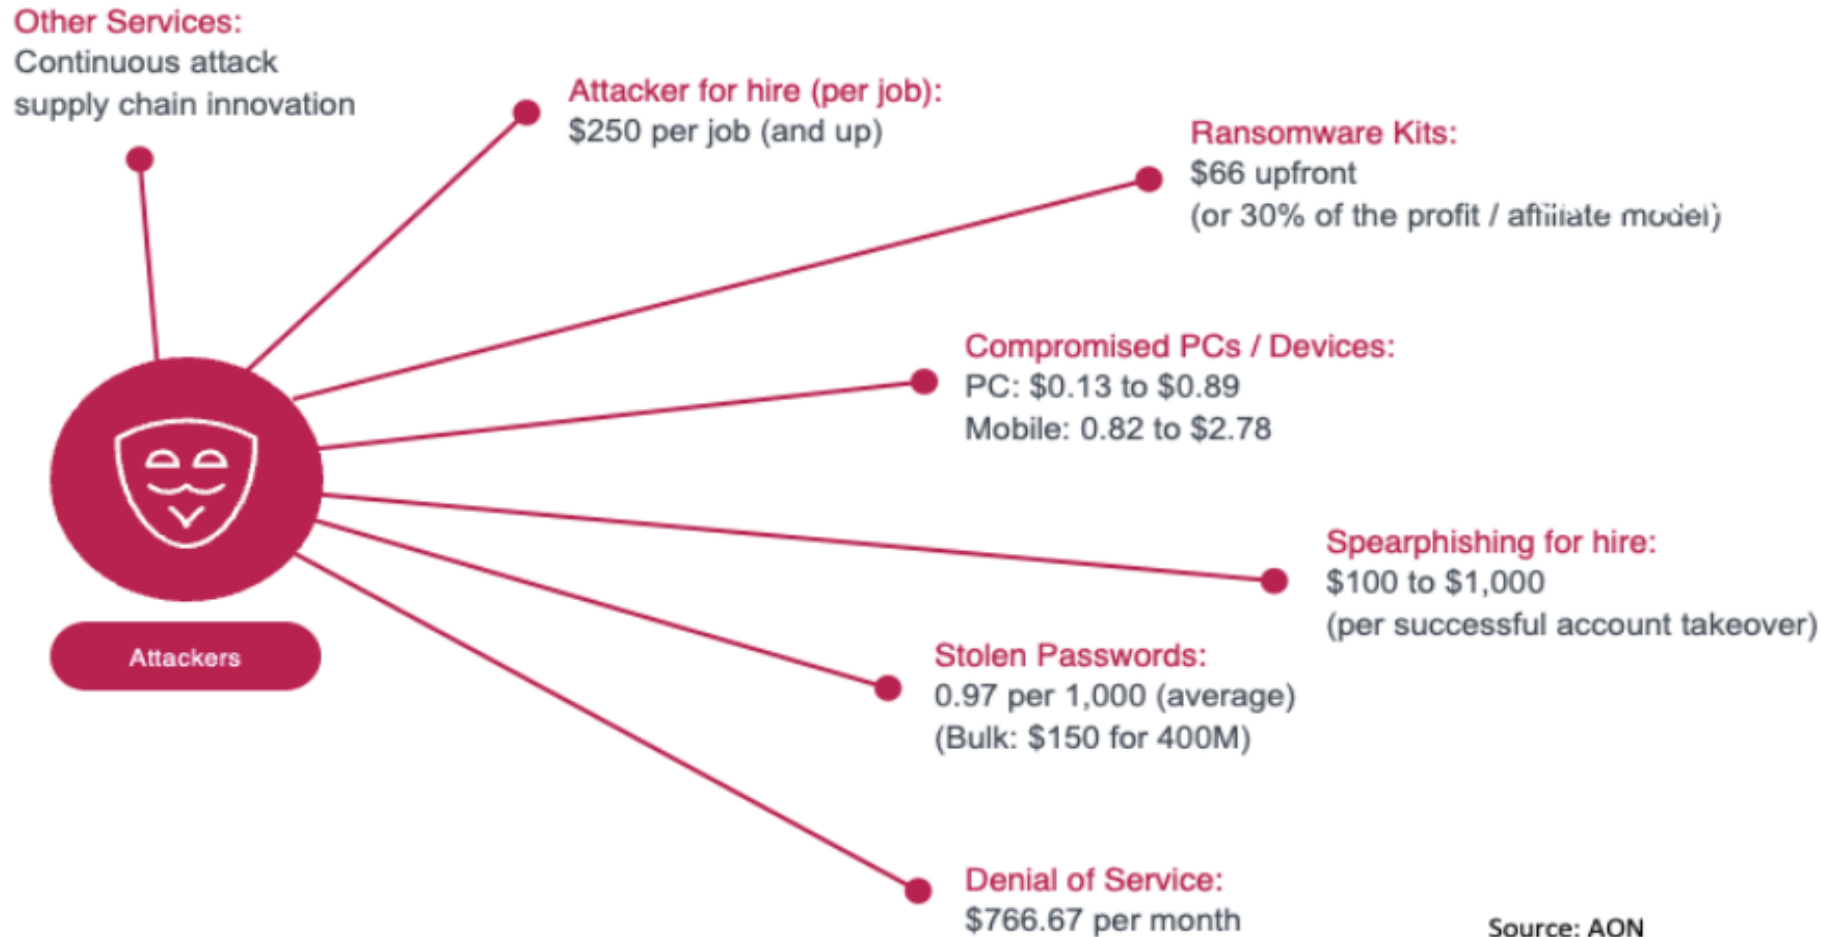 Other Services:
Continuous attack
supply chain innovation
Attacker for hire (per job):
$250 per job (and up)
Ransomware Kits:
$66 upfront
(or 30% of the profit / affiliate model)
Compromised PCs / Devices:
PC: $0.13 to $0.89
Mobile: 0.82 to $2.78
Spearphishing for hire:
$100 to $1,000
(per successful account takeover)
Attackers
Stolen Passwords:
0.97 per 1,000 (average)
(Bulk: $150 for 400M)
Denial of Service:
$766.67 per month
Source: AON